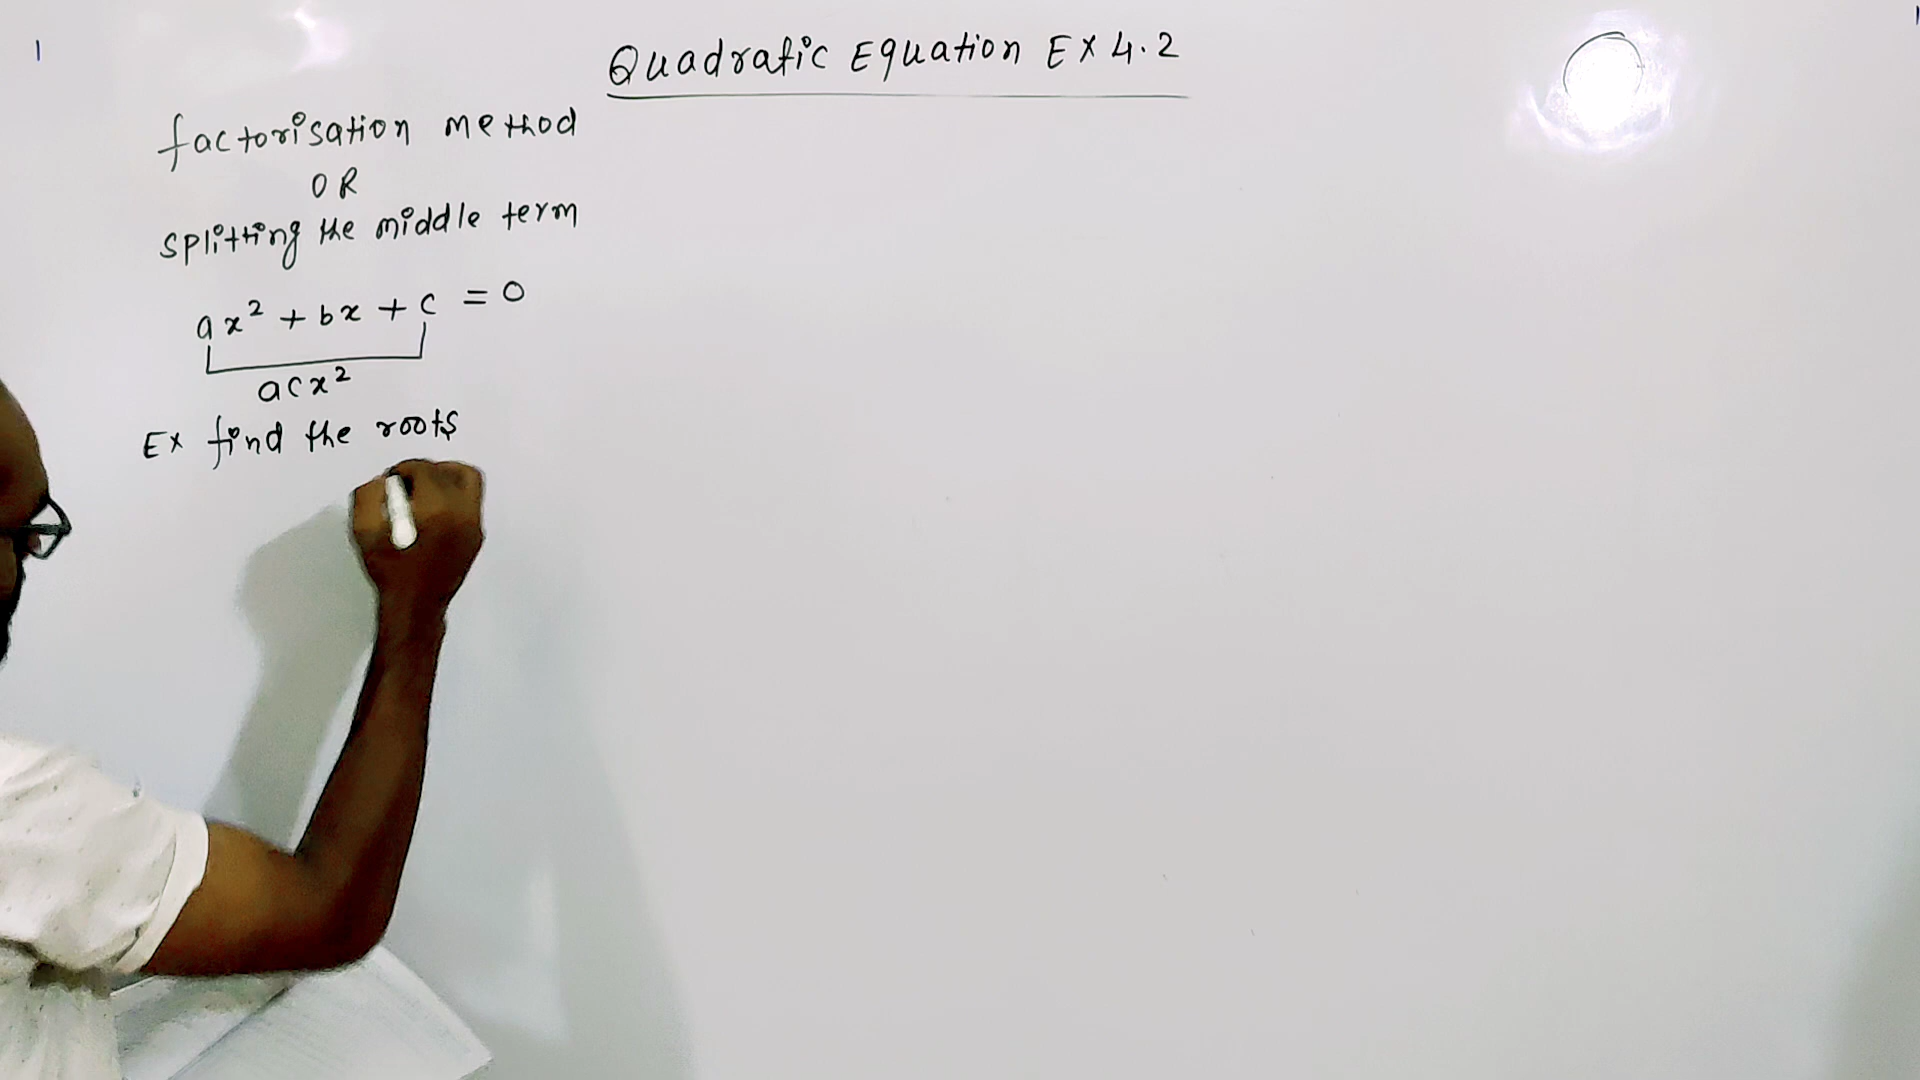 Quadratic Equation Ex 4.2
factorisation method
OR
splitting the middle term
ax² + bx + c = 0
acx²
Ex find the roots